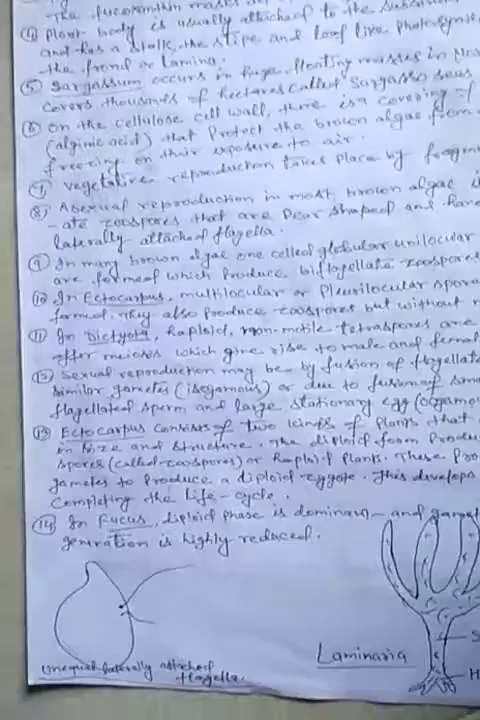 The fucoxanthin masks
④ Plant body is usually attached to the
and has a stalk, the stipe and leaf like Photosynth
the frond or lamina.
⑤ Sargassum occurs in huge floating masses in
covers thousands of hectares called Sargasso seas
⑥ On the cellulose cell wall, there is a covering of
(alginic acid) that Protect the brown algae from
freezing on their exposure to air.
Vegetative reproduction takes place by fragmen
⑧ Asexual reproduction in most brown algae
-ate zoospores that are Pear shaped and have
laterally attached flagella.
⑨ In many brown algae one celled globular unilocular
are formed which Produce biflagellate zoospores
⑩ In Ectocarpus, multilocular or Plurilocular spora
formed. They also Produce zoospores but without
⑪ In Dictyota, haploid, non-motile tetraspores are
after meiosis which give rise to male and femal
Sexual reproduction may be by fusion of flagellate
similar gametes (isogamous) or due to fusion of sma
flagellated sperm and large stationary egg (oogamou
⑬ Ectocarpus consists of two kinds of Plants that
in size and structure. The diploid form Produc
spores (called-zoospores) or haploid Plants. These Pro
gametes to Produce a diploid-zygote. This develops
Completing the life-cycle.
⑭ In Fucus, diploid phase is dominant and gamet
generation is highly reduced.
Unequal laterally attached
flagella.
Laminaria
S
H